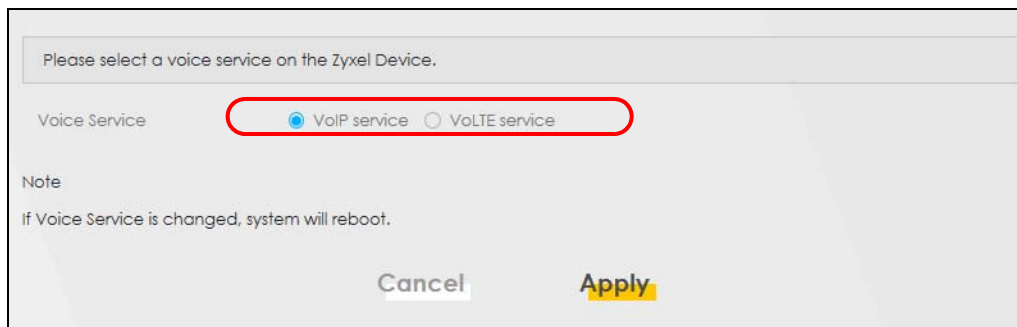 Please select a voice service on the Zyxel Device.
Voice Service VoIP service VoLTE service
Note
If Voice Service is changed, system will reboot.
Cancel Apply